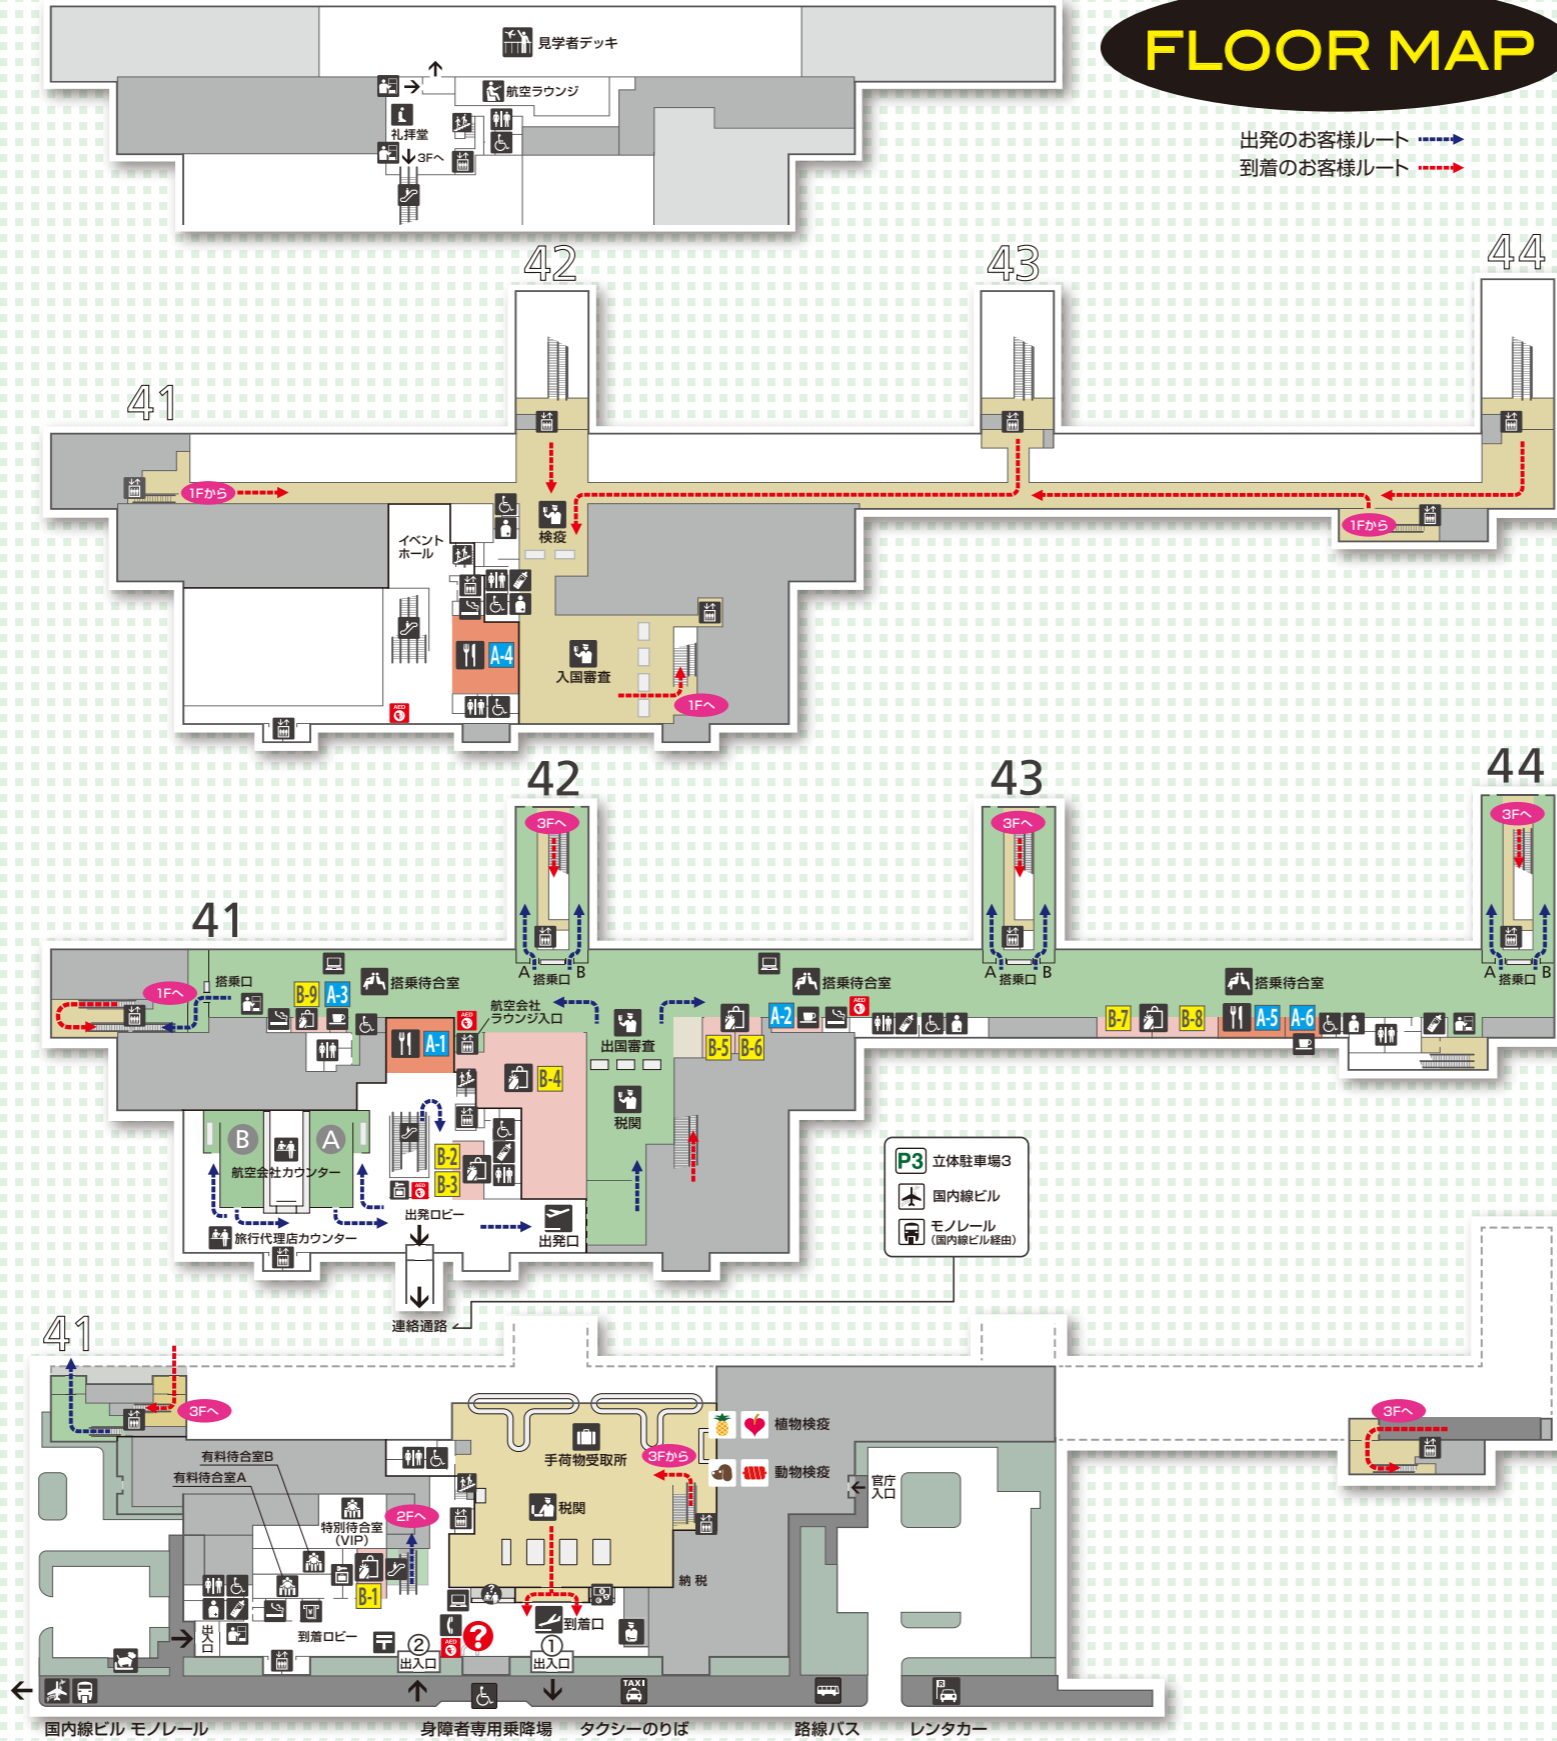 FLOOR MAP
見学者デッキ
航空ラウンジ
礼拝堂
3Fへ
出発のお客様ルート
到着のお客様ルート
42
43
44
41
1Fから
検疫
1Fから
イベント
ホール
A-4
入国審査
1Fへ
AED
42
43
44
3Fへ
3Fへ
3Fへ
41
A 搭乗口 B
A 搭乗口 B
A 搭乗口 B
搭乗口
1Fへ
搭乗待合室
搭乗待合室
搭乗待合室
B-9
A-3
航空会社
ラウンジ入口
AED
A-2
AED
B-7
B-8
A-5
A-6
A-1
出国審査
B-5
B-6
B-4
税関
B
A
航空会社カウンター
B-2
B-3
AED
出発ロビー
旅行代理店カウンター
出発口
P3 立体駐車場3
国内線ビル
モノレール
(国内線ビル経由)
連絡通路
41
3Fへ
3Fへ
植物検疫
有料待合室B
有料待合室A
手荷物受取所
3Fから
動物検疫
官庁
入口
特別待合室
(VIP)
2Fへ
税関
B-1
納税
到着口
到着ロビー
出入口
②
出入口
AED
?
①
出入口
TAXI
R
国内線ビル モノレール
身障者専用乗降場
タクシーのりば
路線バス
レンタカー